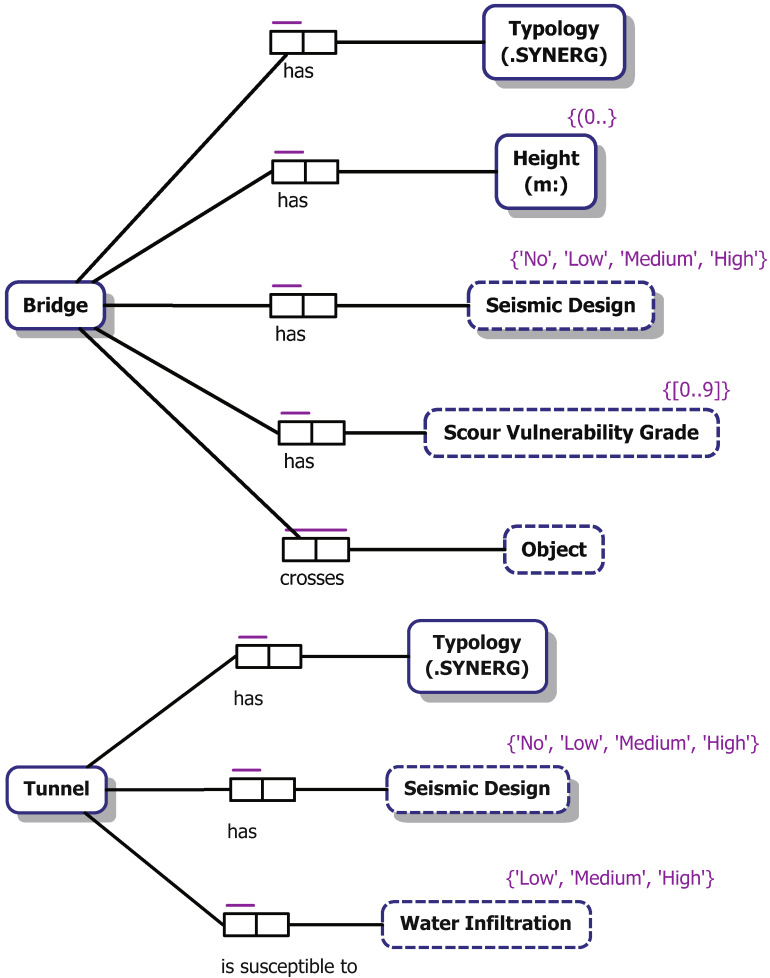 Typology
(.SYNERG)
has
{(0..}
Height
(m:)
has
{'No', 'Low', 'Medium', 'High'}
Bridge
Seismic Design
has
{[0..9]}
Scour Vulnerability Grade
has
Object
crosses
Typology
(.SYNERG)
has
{'No', 'Low', 'Medium', 'High'}
Tunnel
Seismic Design
has
{'Low', 'Medium', 'High'}
Water Infiltration
is susceptible to